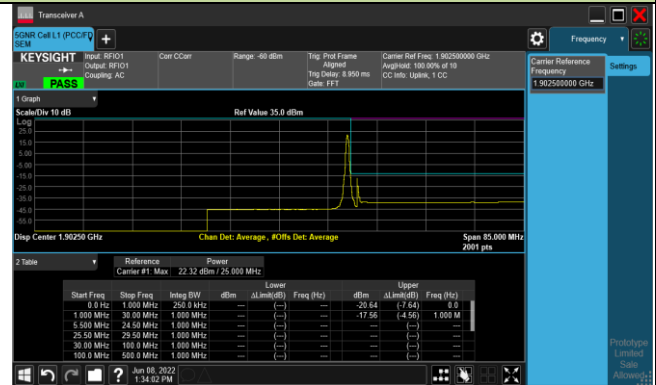 Transceiver A
5GNR Cell L1 (PCC/FD
SEM
Frequency
KEYSIGHT
Input: RFIO1
Output: RFIO1
Coupling: AC
Corr CCorr
Range: -60 dBm
Trig: Prot Frame
Aligned
Trig Delay: 8.950 ms
Gate: FFT
Carrier Ref Freq: 1.902500000 GHz
Avg|Hold: 100.00% of 10
CC Info: Uplink, 1 CC
PASS
Carrier Reference
Frequency
1.902500000 GHz
Settings
1 Graph
Scale/Div 10 dB
Ref Value 35.0 dBm
Log
25.0
15.0
5.00
-5.00
-15.0
-25.0
-35.0
-45.0
-55.0
Disp Center 1.90250 GHz
Chan Det: Average , #Offs Det: Average
Span 85.000 MHz
2001 pts
2 Table
Reference Power
Carrier #1: Max 22.32 dBm / 25.000 MHz
Lower Upper
Start Freq Stop Freq Integ BW dBm ΔLimit(dB) Freq (Hz) dBm ΔLimit(dB) Freq (Hz)
0.0 Hz 1.000 MHz 250.0 kHz --- (---) --- -20.64 (-7.64) 0.0
1.000 MHz 30.00 MHz 1.000 MHz --- (---) --- -17.56 (-4.56) 1.000 M
5.500 MHz 24.50 MHz 1.000 MHz --- (---) --- --- (---) ---
25.50 MHz 29.50 MHz 1.000 MHz --- (---) --- --- (---) ---
30.00 MHz 100.0 MHz 1.000 MHz --- (---) --- --- (---) ---
100.0 MHz 500.0 MHz 1.000 MHz --- (---) --- --- (---) ---
Prototype
Limited
Sale
Allowed
Jun 08, 2022
1:34:02 PM